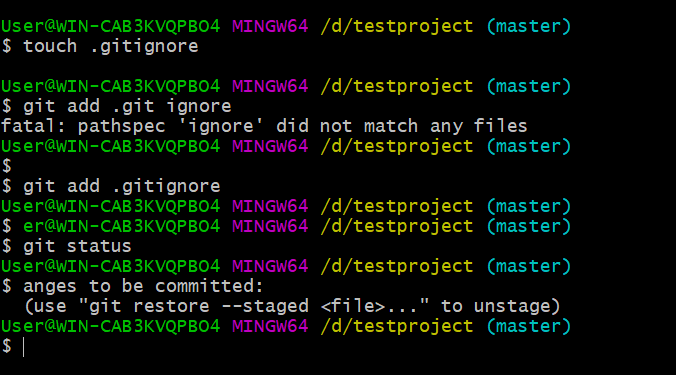 User@WIN-CAB3KVQPBO4 MINGW64 /d/testproject (master)
$ touch .gitignore
User@WIN-CAB3KVQPBO4 MINGW64 /d/testproject (master)
$ git add .git ignore
fatal: pathspec 'ignore' did not match any files
User@WIN-CAB3KVQPBO4 MINGW64 /d/testproject (master)
$
$ git add .gitignore
User@WIN-CAB3KVQPBO4 MINGW64 /d/testproject (master)
$ er@WIN-CAB3KVQPBO4 MINGW64 /d/testproject (master)
$ git status
User@WIN-CAB3KVQPBO4 MINGW64 /d/testproject (master)
$ anges to be committed:
(use "git restore --staged <file>..." to unstage)
User@WIN-CAB3KVQPBO4 MINGW64 /d/testproject (master)
$